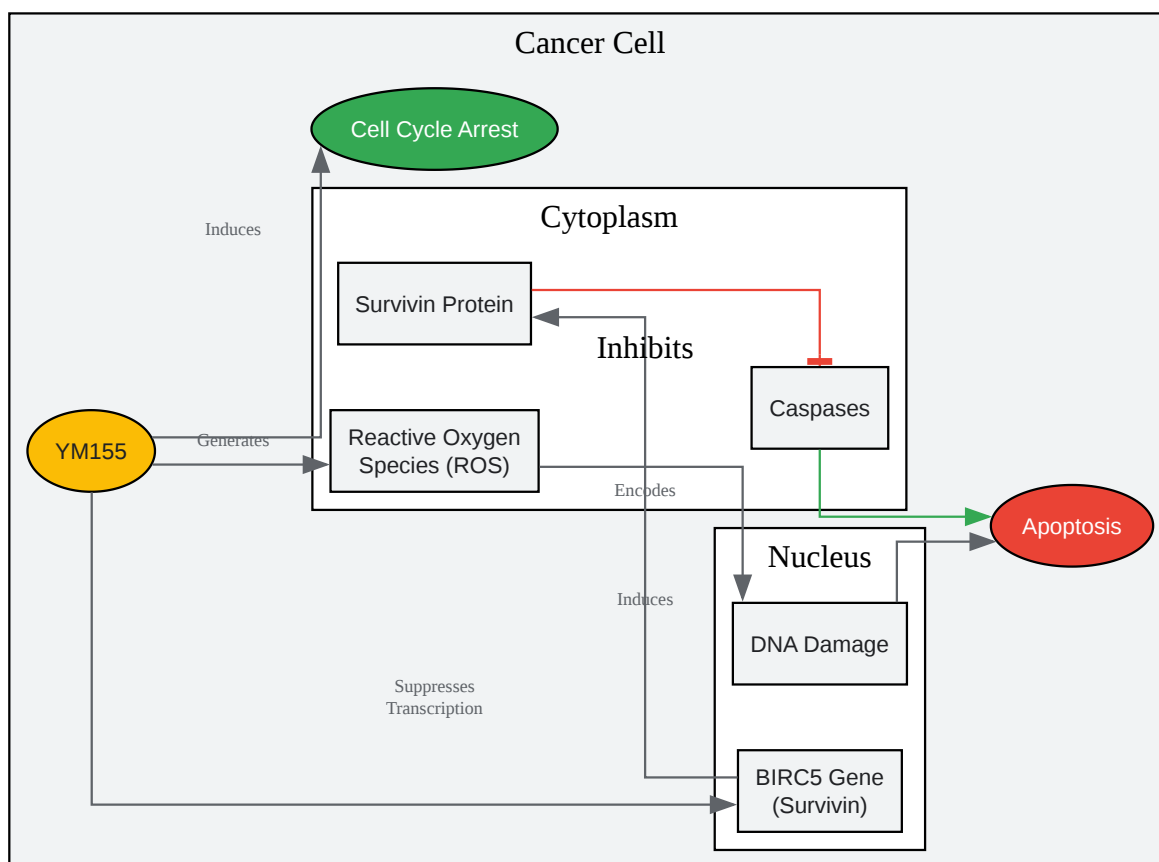 Cancer Cell
Cell Cycle Arrest
Induces
Cytoplasm
Survivin Protein
Inhibits
Caspases
YM155
Generates
Reactive Oxygen
Species (ROS)
Encodes
Apoptosis
Nucleus
Induces
DNA Damage
Suppresses
Transcription
BIRC5 Gene
(Survivin)